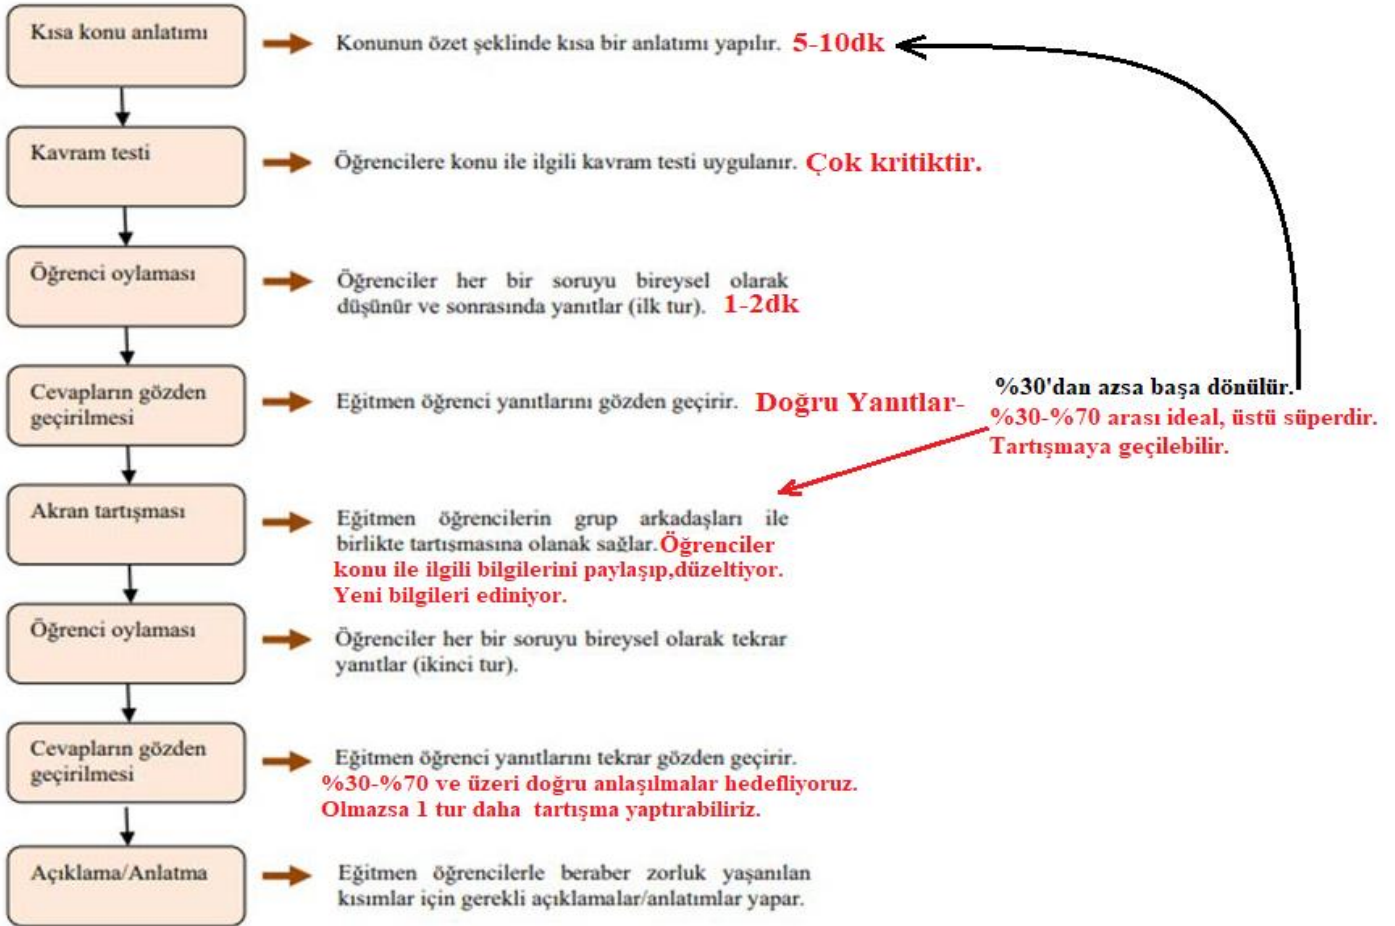 Kısa konu anlatımı
Konunun özet şeklinde kısa bir anlatımı yapılır. 5-10dk
Kavram testi
Öğrencilere konu ile ilgili kavram testi uygulanır. Çok kritiktir.
Öğrenci oylaması
Öğrenciler her bir soruyu bireysel olarak
düşünür ve sonrasında yanıtlar (ilk tur). 1-2dk
Cevapların gözden
geçirilmesi
Eğitmen öğrenci yanıtlarını gözden geçirir. Doğru Yanıtlar-
%30'dan azsa başa dönülür.
%30-%70 arası ideal, üstü süperdir.
Tartışmaya geçilebilir.
Akran tartışması
Eğitmen öğrencilerin grup arkadaşları ile
birlikte tartışmasına olanak sağlar. Öğrenciler
konu ile ilgili bilgilerini paylaşıp,düzeltiyor.
Yeni bilgileri ediniyor.
Öğrenci oylaması
Öğrenciler her bir soruyu bireysel olarak tekrar
yanıtlar (ikinci tur).
Cevapların gözden
geçirilmesi
Eğitmen öğrenci yanıtlarını tekrar gözden geçirir.
%30-%70 ve üzeri doğru anlaşılmalar hedefliyoruz.
Olmazsa 1 tur daha tartışma yaptırabiliriz.
Açıklama/Anlatma
Eğitmen öğrencilerle beraber zorluk yaşanılan
kısımlar için gerekli açıklamalar/anlatımlar yapar.